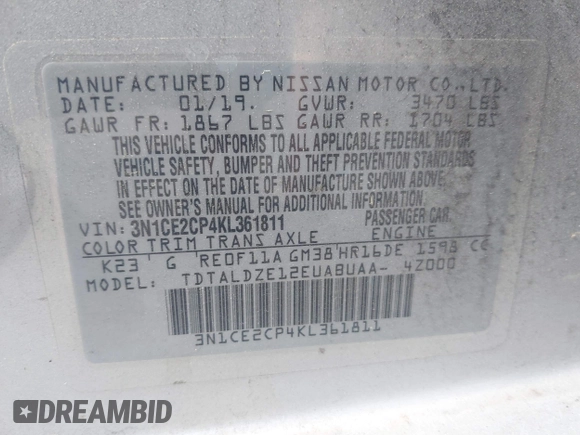 MANUFACTURED BY NISSAN MOTOR CO.,LTD.
DATE: 01/19. GVWR: 3470 LBS
GAWR FR: 1867 LBS GAWR RR: 1704 LBS
THIS VEHICLE CONFORMS TO ALL APPLICABLE FEDERAL MOTOR
VEHICLE SAFETY, BUMPER AND THEFT PREVENTION STANDARDS
IN EFFECT ON THE DATE OF MANUFACTURE SHOWN ABOVE.
SEE OWNER'S MANUAL FOR ADDITIONAL INFORMATION.
VIN: 3N1CE2CP4KL361811 PASSENGER CAR.
COLOR TRIM TRANS AXLE ENGINE
K23 G RE0F11A GM38 HR16DE 1598 CC
MODEL: TDTALDZE12EUABUAA- 4Z000
3N1CE2CP4KL361811
DREAMBID